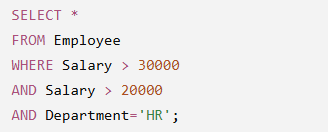 SELECT *
FROM Employee
WHERE Salary > 30000
AND Salary > 20000
AND Department='HR';